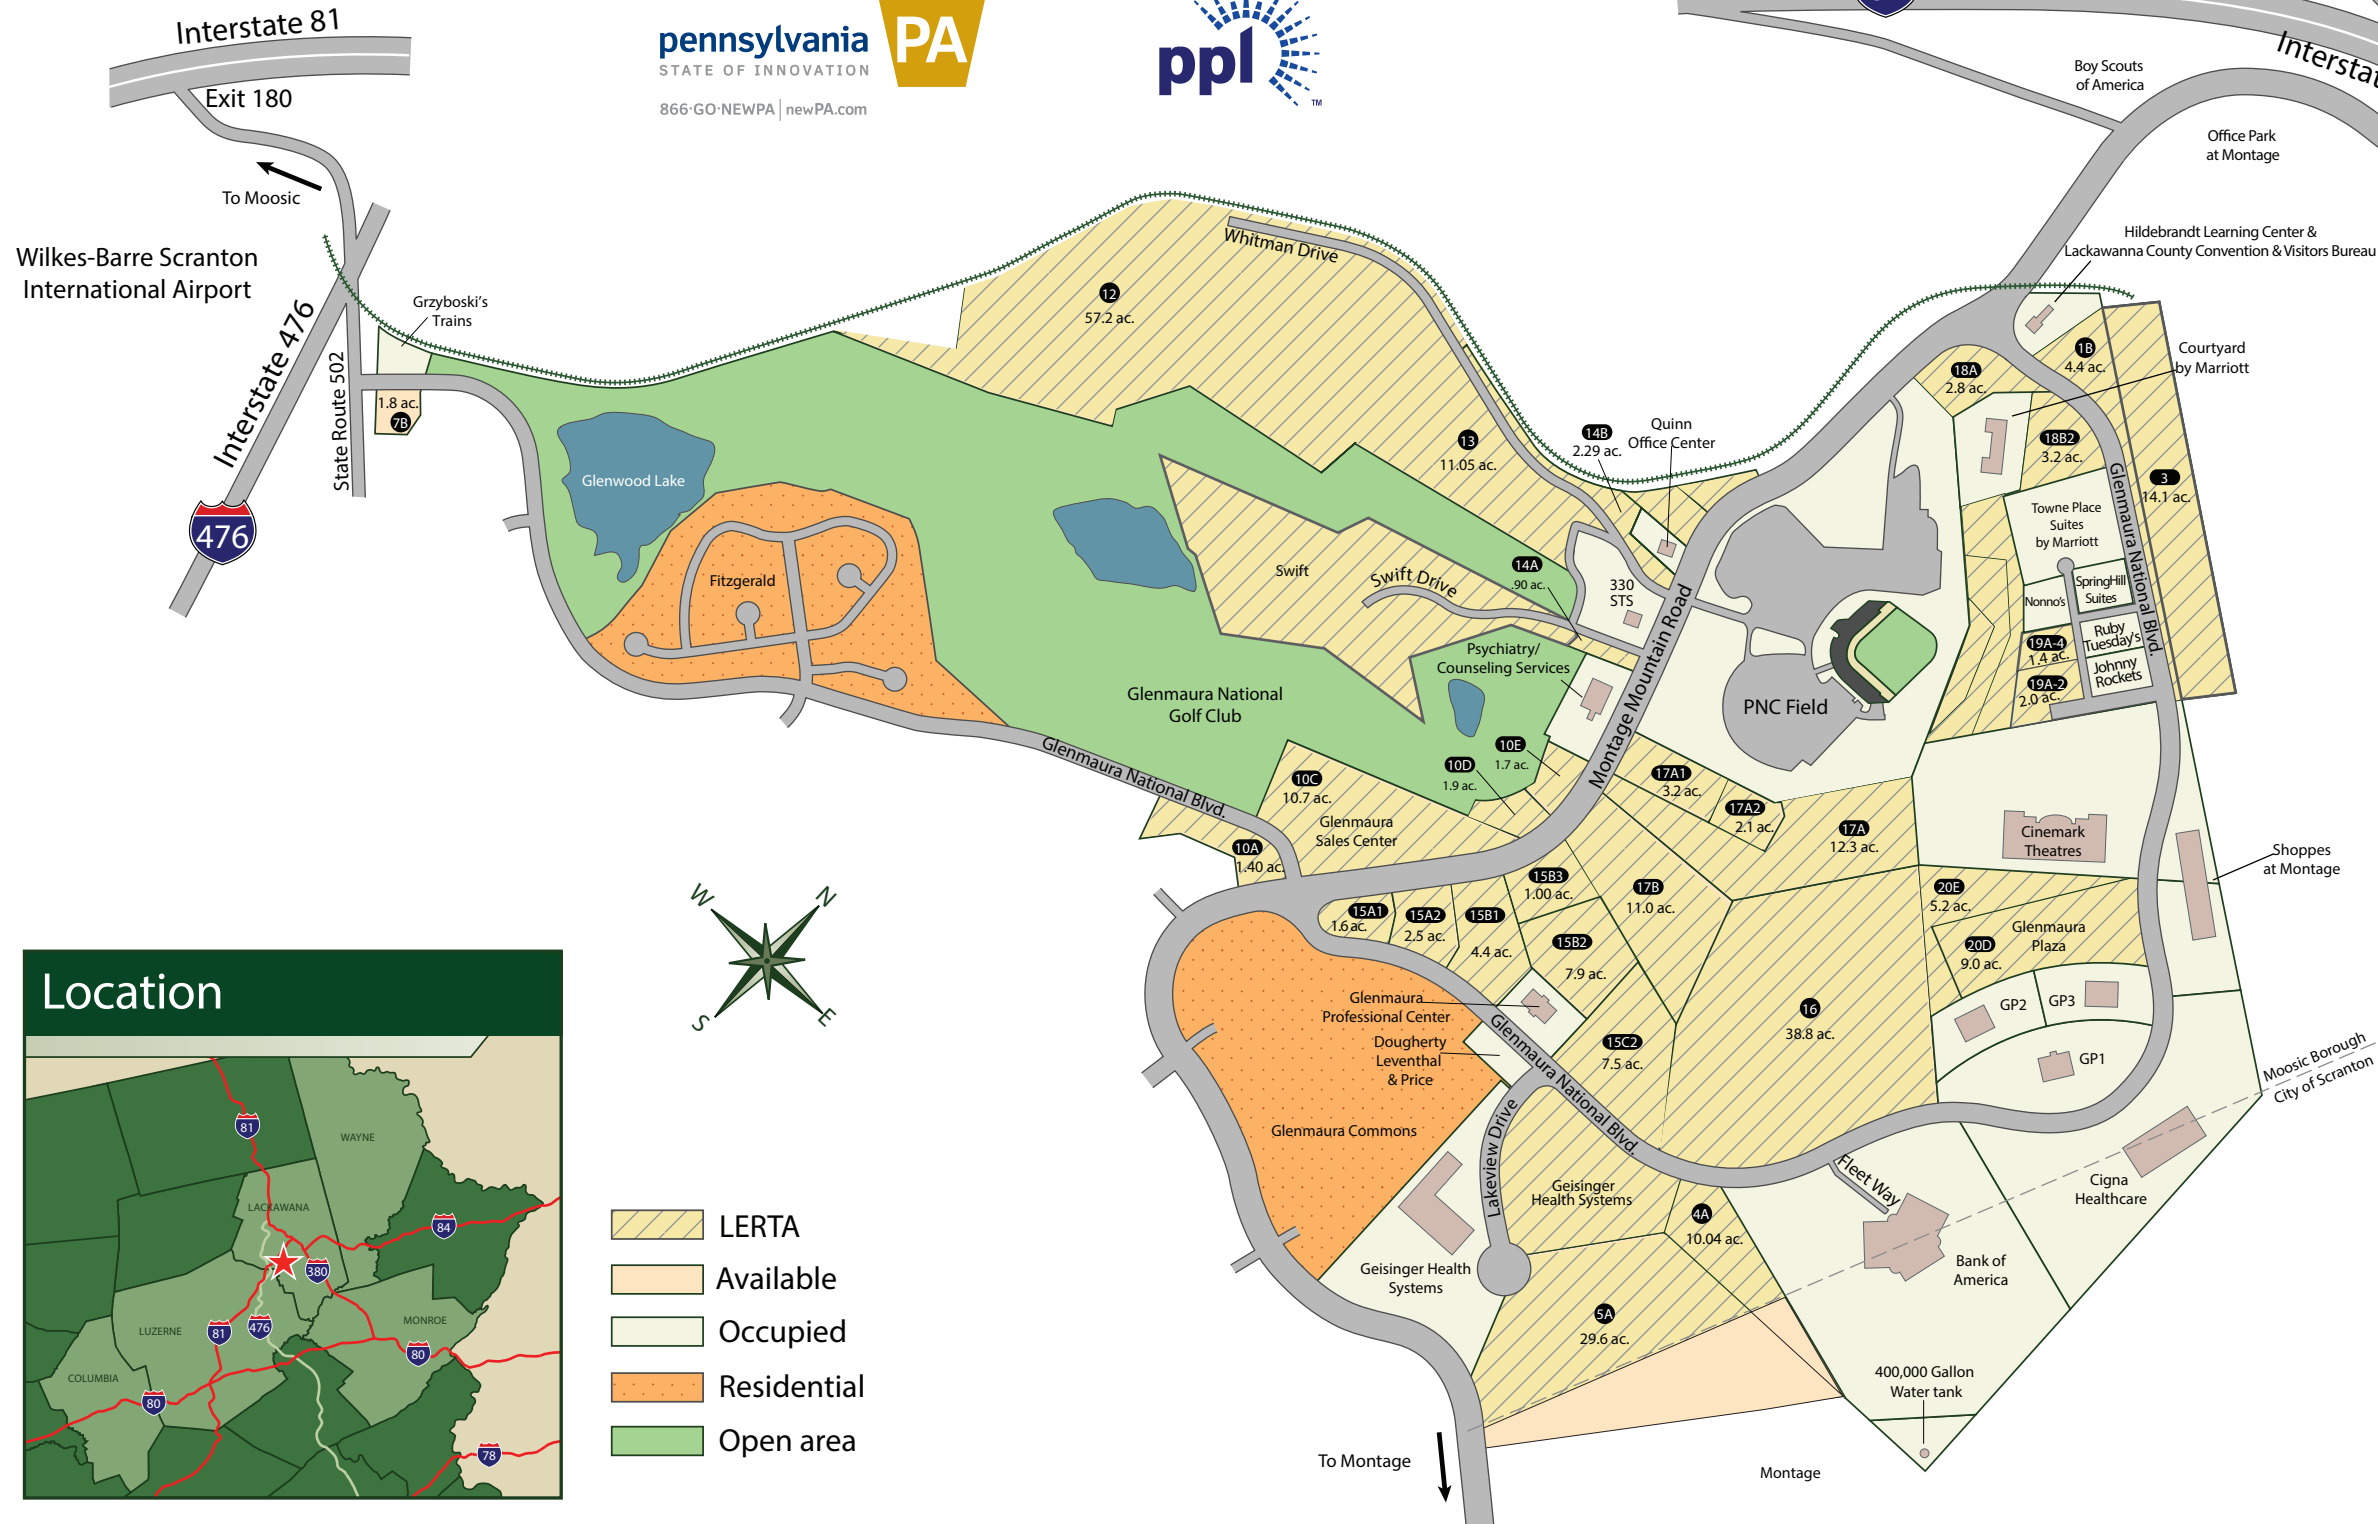 Interstate 81
Exit 180
To Moosic
Wilkes-Barre Scranton
International Airport
Interstate 476
476
State Route 502
Grzyboski's
Trains
1.8 ac.
7B
pennsylvania
STATE OF INNOVATION
866·GO·NEWPA | newPA.com
PA
ppl
TM
Boy Scouts
of America
Office Park
at Montage
Hildebrandt Learning Center &
Lackawanna County Convention & Visitors Bureau
Courtyard
by Marriott
Whitman Drive
12
57.2 ac.
13
11.05 ac.
14B
2.29 ac.
Quinn
Office Center
18A
2.8 ac.
1B
4.4 ac.
18B2
3.2 ac.
3
14.1 ac.
Glenmaura National Blvd.
Towne Place
Suites
by Marriott
SpringHill
Suites
Nonno's
Ruby
Tuesday's
Johnny
Rockets
19A-4
1.4 ac.
19A-2
2.0 ac.
Glenwood Lake
Fitzgerald
Swift
Swift Drive
14A
.90 ac.
330
STS
Psychiatry/
Counseling Services
Montage Mountain Road
PNC Field
Glenmaura National
Golf Club
Glenmaura National Blvd.
10E
1.7 ac.
10D
1.9 ac.
10C
10.7 ac.
Glenmaura
Sales Center
10A
1.40 ac.
17A1
3.2 ac.
17A2
2.1 ac.
17A
12.3 ac.
Cinemark
Theatres
Shoppes
at Montage
15A1
1.6 ac.
15A2
2.5 ac.
15B1
4.4 ac.
15B3
1.00 ac.
15B2
7.9 ac.
17B
11.0 ac.
20E
5.2 ac.
Glenmaura
Plaza
20D
9.0 ac.
GP2
GP3
GP1
16
38.8 ac.
Glenmaura
Professional Center
Dougherty
Leventhal
& Price
15C2
7.5 ac.
Glenmaura National Blvd.
Glenmaura Commons
Lakeview Drive
Geisinger
Health Systems
Geisinger Health
Systems
4A
10.04 ac.
5A
29.6 ac.
Fleet Way
Bank of
America
Cigna
Healthcare
Moosic Borough
City of Scranton
400,000 Gallon
Water tank
To Montage
Montage
W
N
S
E
Location
81
WAYNE
LACKAWANA
84
380
LUZERNE
81
476
MONROE
80
COLUMBIA
80
78
LERTA
Available
Occupied
Residential
Open area